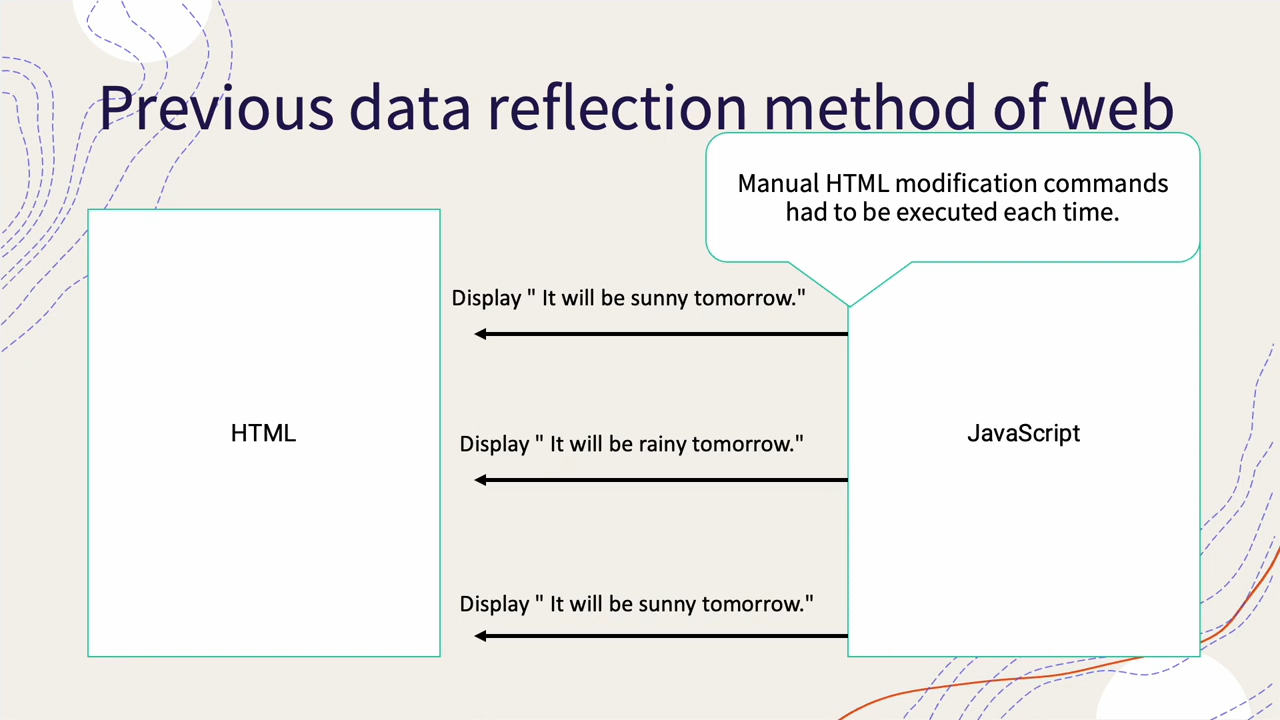 Previous data reflection method of web
Manual HTML modification commands
had to be executed each time.
Display " It will be sunny tomorrow."
HTML
Display " It will be rainy tomorrow."
JavaScript
Display " It will be sunny tomorrow."